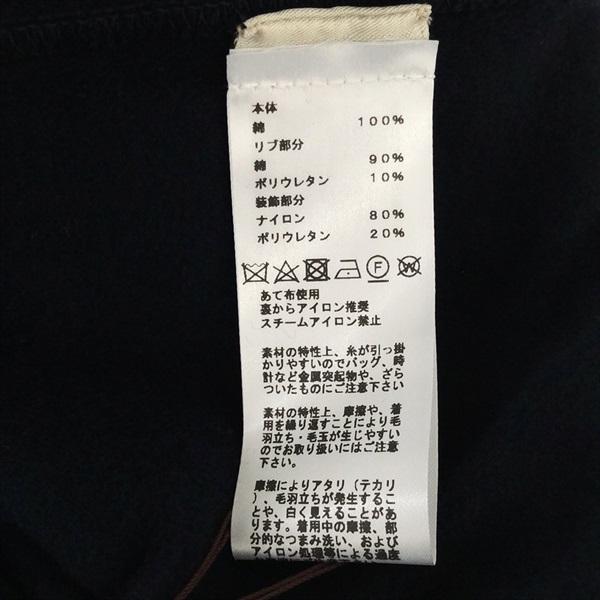 本体
綿 100%
リブ部分
綿 90%
ポリウレタン 10%
装飾部分
ナイロン 80%
ポリウレタン 20%
F W
あて布使用
裏からアイロン推奨
スチームアイロン禁止
素材の特性上、糸が引っ掛
かりやすいのでバッグ、時
計など金属突起物や、ざら
ついたものにご注意下さい
素材の特性上、摩擦や、着
用を繰り返すことにより毛
羽立ち・毛玉が生じやすい
のでお取り扱いにはご注意
下さい。
摩擦によりアタリ(テカリ
)、毛羽立ちが発生するこ
とや、白く見えることがあ
ります。着用中の摩擦、部
分的なつまみ洗い、および
アイロン処理等による過度